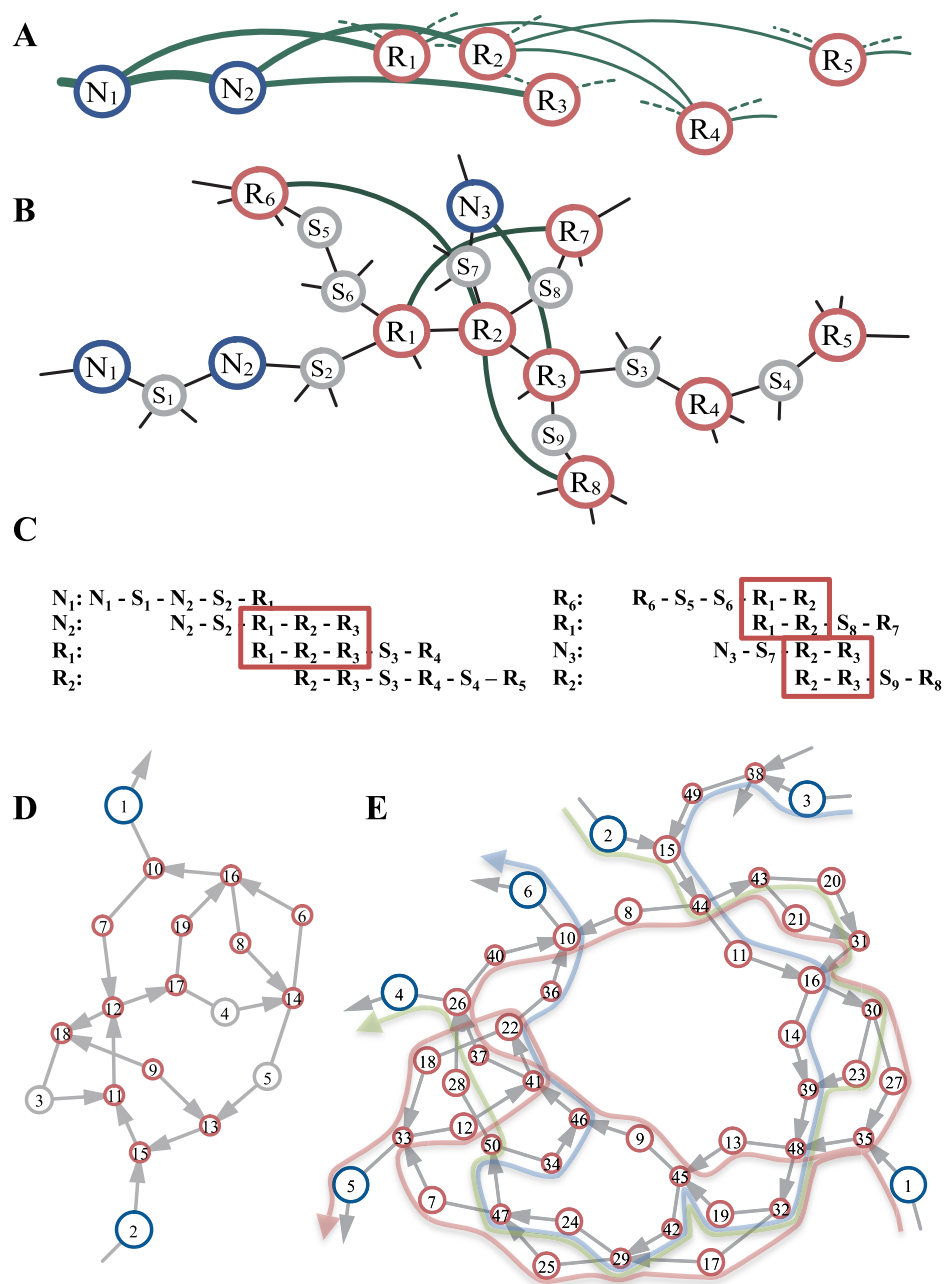 A
N1 N2 R1 R2 R3 R4 R5
B
R6 S5 S6 N3 S7 R7 S8
N1 S1 N2 S2 R1 R2 R3 S3 R4 S4 R5
S9 R8
C
N1: N1 - S1 - N2 - S2 - R1
N2: N2 - S2 - R1 - R2 - R3
R1: R1 - R2 - R3 - S3 - R4
R2: R2 - R3 - S3 - R4 - S4 – R5
R6: R6 - S5 - S6 - R1 - R2
R1: R1 - R2 - S8 - R7
N3: N3 - S7 - R2 - R3
R2: R2 - R3 - S9 - R8
D
1
10 16
7 19 8 6
17
12 4 14
18
9 5
3 11
13
15
2
E
38
49 3
2
15
43 20
6
8 44 21
10 31
40 11
16
4 26 36 30
22 14
37
18 41 23 27
28 39
12 46
33 50 9 13 48 35
34
5 45 1
7
47 24 42 19 32
29 17
25